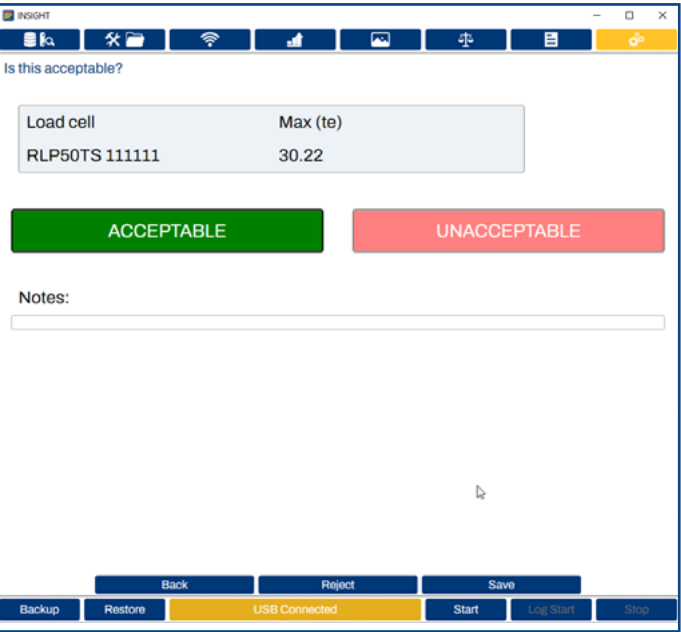 INSIGHT
Is this acceptable?
Load cell Max (te)
RLP50TS 111111 30.22
ACCEPTABLE UNACCEPTABLE
Notes:
Back Reject Save
Backup Restore USB Connected Start Log Start Stop